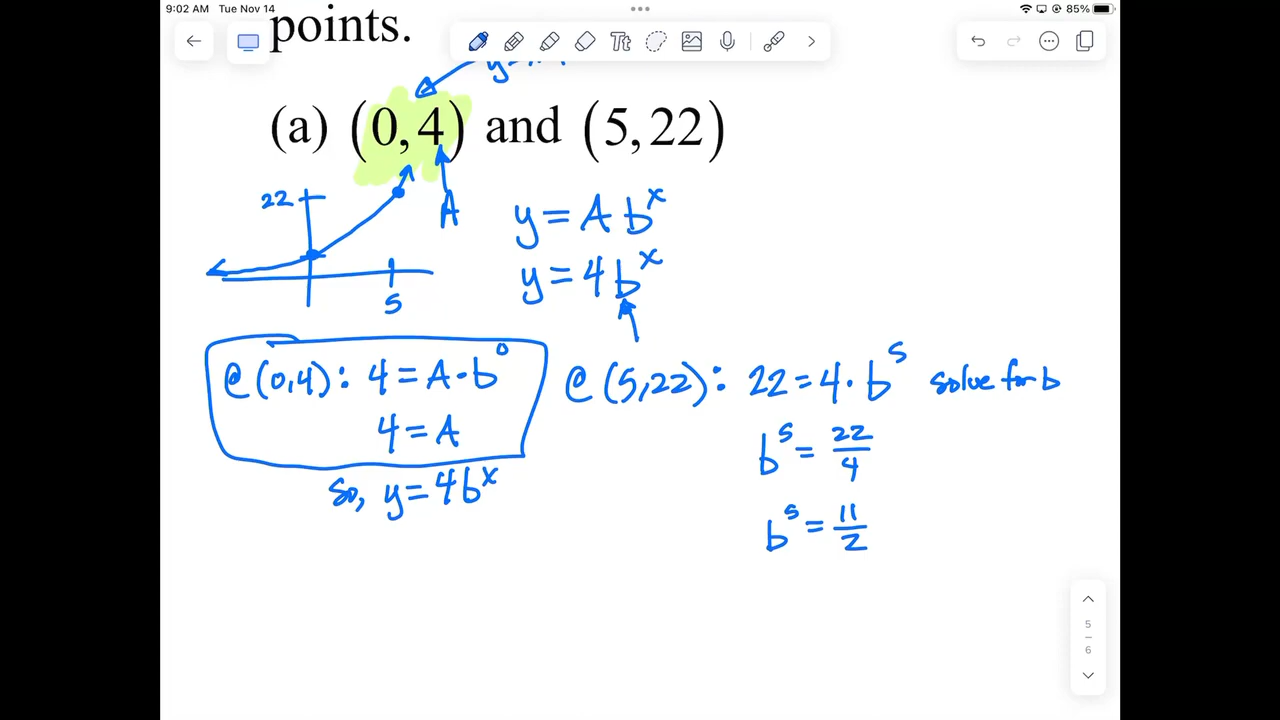 9:02 AM Tue Nov 14
85%
points.
Tt
(a) (0,4) and (5,22)
22
A
y = A b^x
y = 4 b^x
5
@ (0,4): 4 = A · b^0
4 = A
so, y = 4b^x
@ (5,22): 22 = 4 · b^5 solve for b
b^5 = 22/4
b^5 = 11/2
5
6